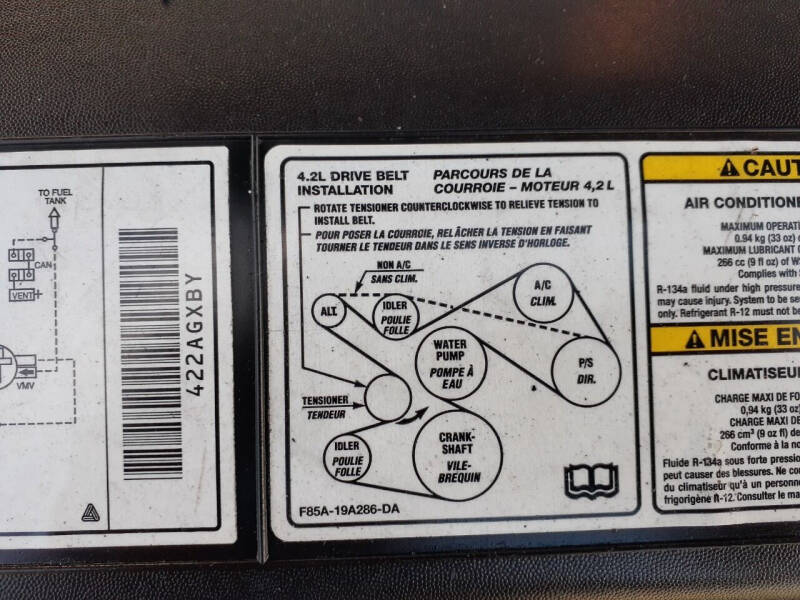 TO FUEL
TANK
CAN
VENT
VMV
422AGXBY
4.2L DRIVE BELT
INSTALLATION
PARCOURS DE LA
COURROIE – MOTEUR 4,2 L
ROTATE TENSIONER COUNTERCLOCKWISE TO RELIEVE TENSION TO
INSTALL BELT.
POUR POSER LA COURROIE, RELÂCHER LA TENSION EN FAISANT
TOURNER LE TENDEUR DANS LE SENS INVERSE D'HORLOGE.
NON A/C
SANS CLIM.
ALT.
IDLER
POULIE
FOLLE
A/C
CLIM.
WATER
PUMP
POMPE À
EAU
P/S
DIR.
TENSIONER
TENDEUR
IDLER
POULIE
FOLLE
CRANK-
SHAFT
VILE-
BREQUIN
F85A-19A286-DA
CAUT
AIR CONDITIONE
MAXIMUM OPERATI
0.94 kg (33 oz)
MAXIMUM LUBRICANT
266 cc (9 fl oz) of WS
Complies with
R-134a fluid under high pressure
may cause injury. System to be se
only. Refrigerant R-12 must not be
MISE EN
CLIMATISEUR
CHARGE MAXI DE FO
0,94 kg (33 oz)
CHARGE MAXI DE
266 cm³ (9 oz fl) de
Conforme à la no
Fluide R-134a sous forte pression
peut causer des blessures. Ne co
du climatiseur qu'à un personne
frigorigène R-12. Consulter le ma